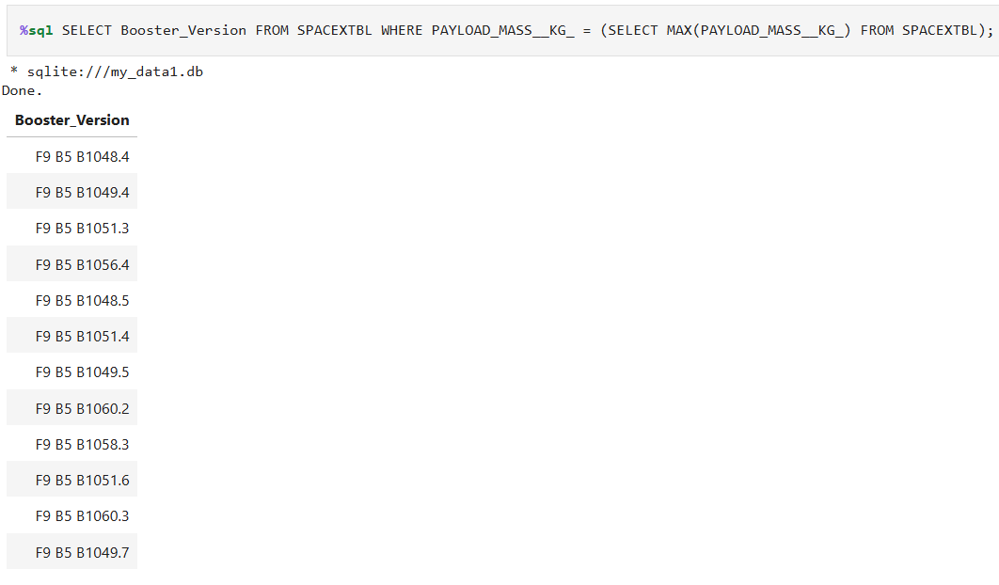 %sql SELECT Booster_Version FROM SPACEXTBL WHERE PAYLOAD_MASS__KG_ = (SELECT MAX(PAYLOAD_MASS__KG_) FROM SPACEXTBL);
* sqlite:///my_data1.db
Done.
Booster_Version
F9 B5 B1048.4
F9 B5 B1049.4
F9 B5 B1051.3
F9 B5 B1056.4
F9 B5 B1048.5
F9 B5 B1051.4
F9 B5 B1049.5
F9 B5 B1060.2
F9 B5 B1058.3
F9 B5 B1051.6
F9 B5 B1060.3
F9 B5 B1049.7